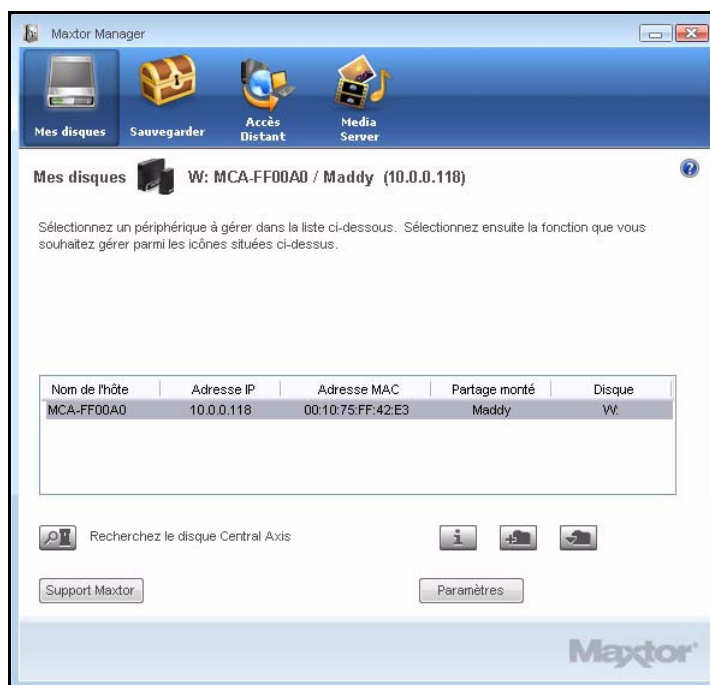 Maxtor Manager
Mes disques
Sauvegarder
Accès
Distant
Media
Server
Mes disques W: MCA-FF00A0 / Maddy (10.0.0.118)
Sélectionnez un périphérique à gérer dans la liste ci-dessous. Sélectionnez ensuite la fonction que vous
souhaitez gérer parmi les icônes situées ci-dessus.
Nom de l'hôte Adresse IP Adresse MAC Partage monté Disque
MCA-FF00A0 10.0.0.118 00:10:75:FF:42:E3 Maddy W:
Recherchez le disque Central Axis
Support Maxtor
Paramètres
Maxtor